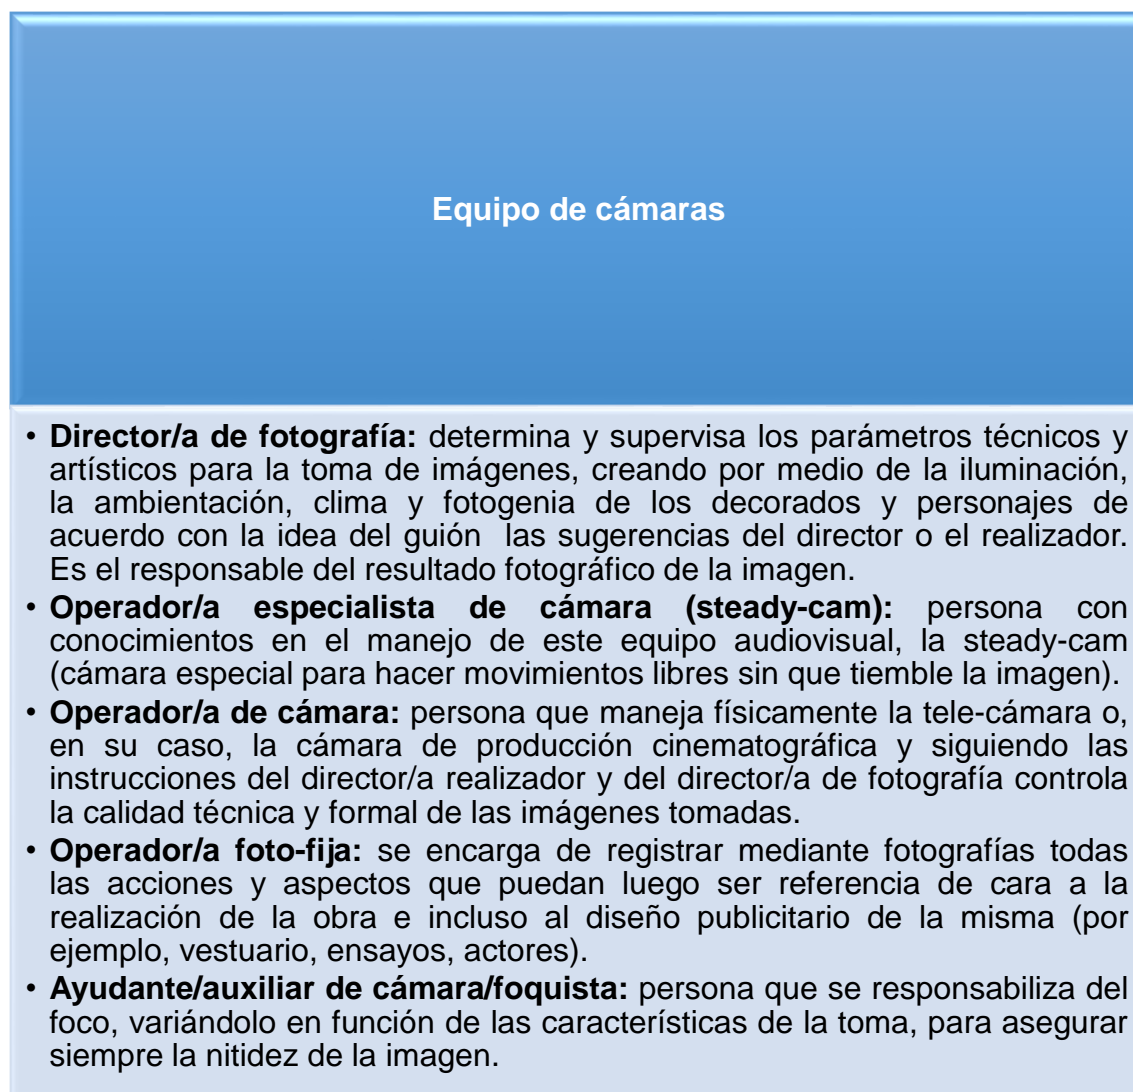 Equipo de cámaras
• Director/a de fotografía: determina y supervisa los parámetros técnicos y
artísticos para la toma de imágenes, creando por medio de la iluminación,
la ambientación, clima y fotogenia de los decorados y personajes de
acuerdo con la idea del guión  las sugerencias del director o el realizador.
Es el responsable del resultado fotográfico de la imagen.
• Operador/a especialista de cámara (steady-cam): persona con
conocimientos en el manejo de este equipo audiovisual, la steady-cam
(cámara especial para hacer movimientos libres sin que tiemble la imagen).
• Operador/a de cámara: persona que maneja físicamente la tele-cámara o,
en su caso, la cámara de producción cinematográfica y siguiendo las
instrucciones del director/a realizador y del director/a de fotografía controla
la calidad técnica y formal de las imágenes tomadas.
• Operador/a foto-fija: se encarga de registrar mediante fotografías todas
las acciones y aspectos que puedan luego ser referencia de cara a la
realización de la obra e incluso al diseño publicitario de la misma (por
ejemplo, vestuario, ensayos, actores).
• Ayudante/auxiliar de cámara/foquista: persona que se responsabiliza del
foco, variándolo en función de las características de la toma, para asegurar
siempre la nitidez de la imagen.